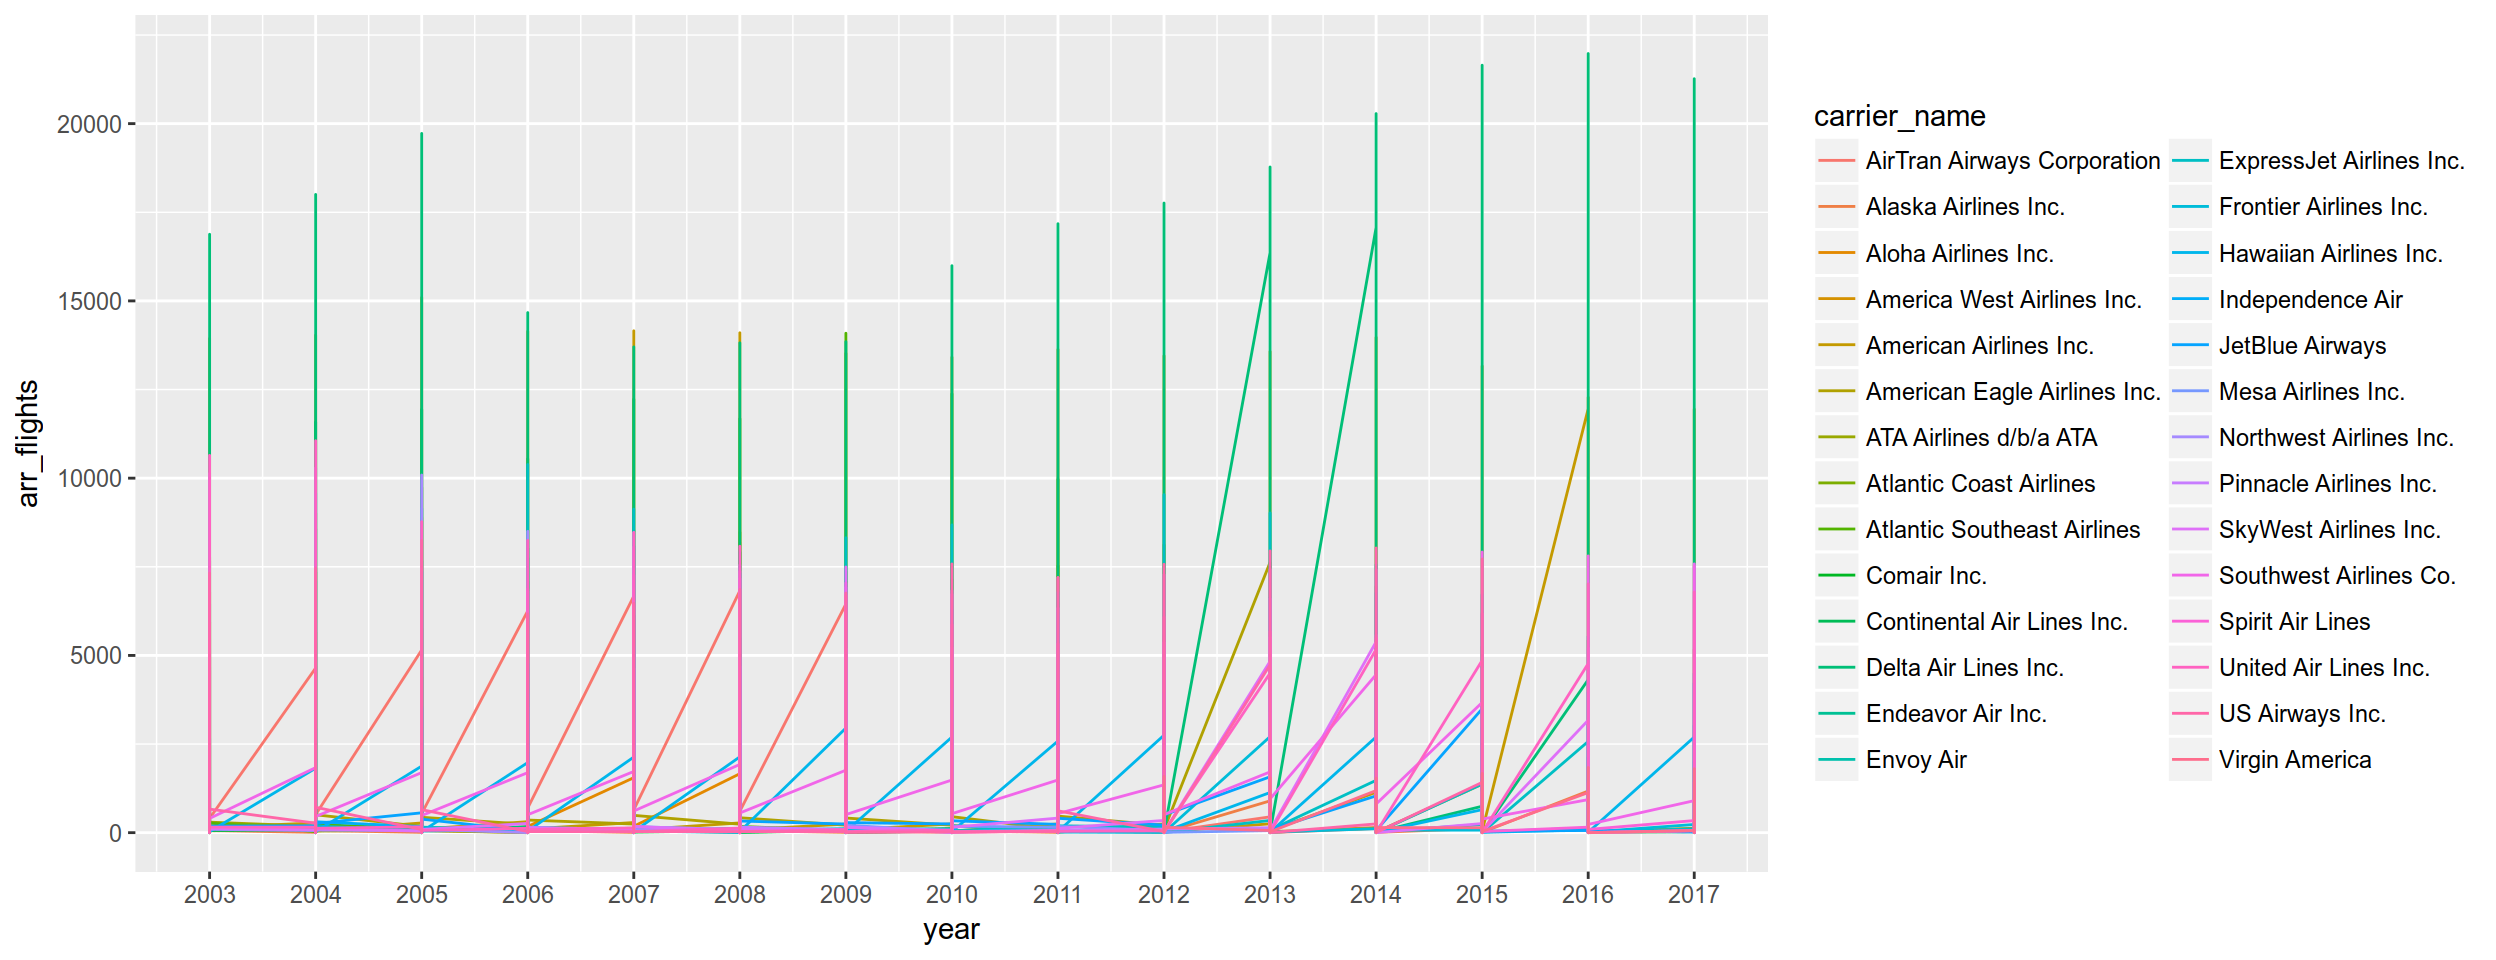 arr_flights
20000
15000
10000
5000
0
2003 2004 2005 2006 2007 2008 2009 2010 2011 2012 2013 2014 2015 2016 2017
year
carrier_name
AirTran Airways Corporation
Alaska Airlines Inc.
Aloha Airlines Inc.
America West Airlines Inc.
American Airlines Inc.
American Eagle Airlines Inc.
ATA Airlines d/b/a ATA
Atlantic Coast Airlines
Atlantic Southeast Airlines
Comair Inc.
Continental Air Lines Inc.
Delta Air Lines Inc.
Endeavor Air Inc.
Envoy Air
ExpressJet Airlines Inc.
Frontier Airlines Inc.
Hawaiian Airlines Inc.
Independence Air
JetBlue Airways
Mesa Airlines Inc.
Northwest Airlines Inc.
Pinnacle Airlines Inc.
SkyWest Airlines Inc.
Southwest Airlines Co.
Spirit Air Lines
United Air Lines Inc.
US Airways Inc.
Virgin America